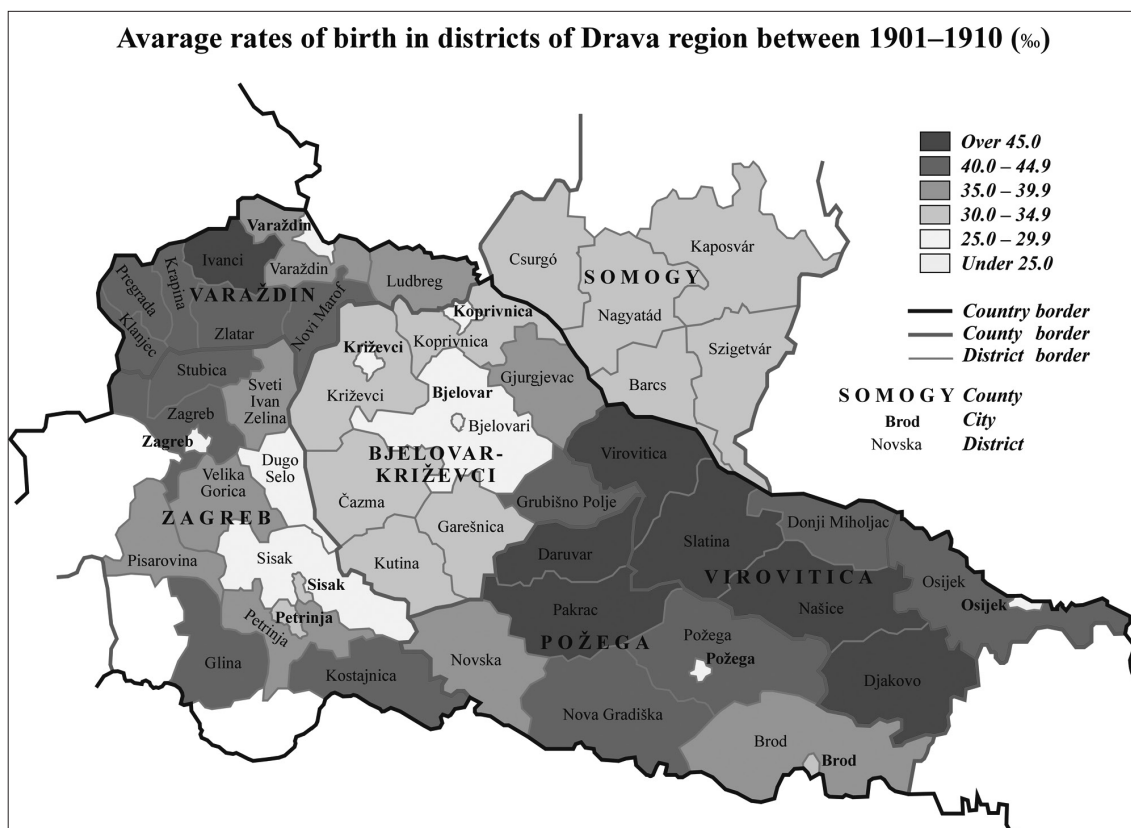 Avarage rates of birth in districts of Drava region between 1901–1910 (‰)
Over 45.0
40.0 – 44.9
35.0 – 39.9
30.0 – 34.9
25.0 – 29.9
Under 25.0
Country border
County border
District border
SOMOGY County
Brod City
Novska District
Varaždin
Ivanci
Varaždin
VARAŽDIN
Pregrada
Krapina
Klanjec
Zlatar
Novi Marof
Ludbreg
Csurgó
Kaposvár
SOMOGY
Nagyatád
Szigetvár
Barcs
Koprivnica
Koprivnica
Križevci
Križevci
Gjurgjevac
Bjelovar
Bjelovari
BJELOVAR-
KRIŽEVCI
Stubica
Sveti
Ivan
Zelina
Zagreb
Zagreb
Dugo
Selo
Velika
Gorica
ZAGREB
Pisarovina
Čazma
Garešnica
Kutina
Sisak
Sisak
Petrinja
Petrinja
Glina
Kostajnica
Novska
Virovitica
Grubišno Polje
Daruvar
Slatina
Donji Miholjac
VIROVITICA
Osijek
Osijek
Našice
Pakrac
POŽEGA
Požega
Požega
Djakovo
Nova Gradiška
Brod
Brod